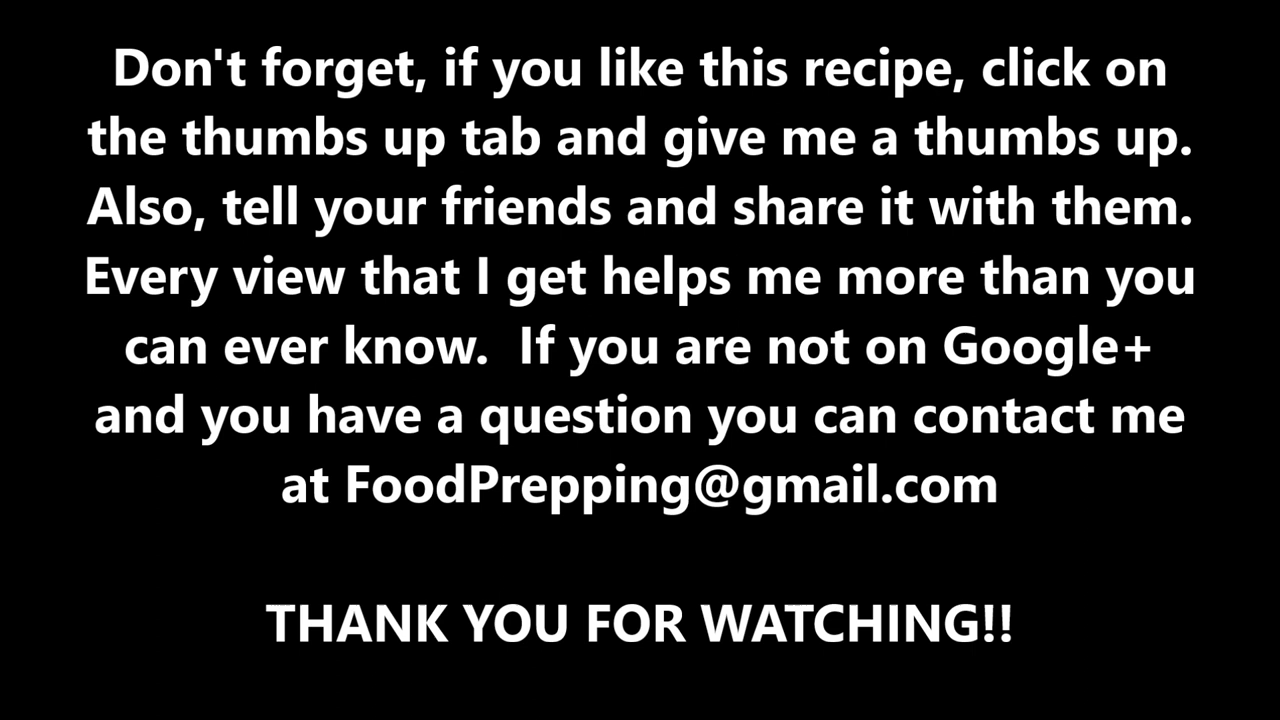 Don't forget, if you like this recipe, click on
the thumbs up tab and give me a thumbs up.
Also, tell your friends and share it with them.
Every view that I get helps me more than you
can ever know.  If you are not on Google+
and you have a question you can contact me
at FoodPrepping@gmail.com
THANK YOU FOR WATCHING!!